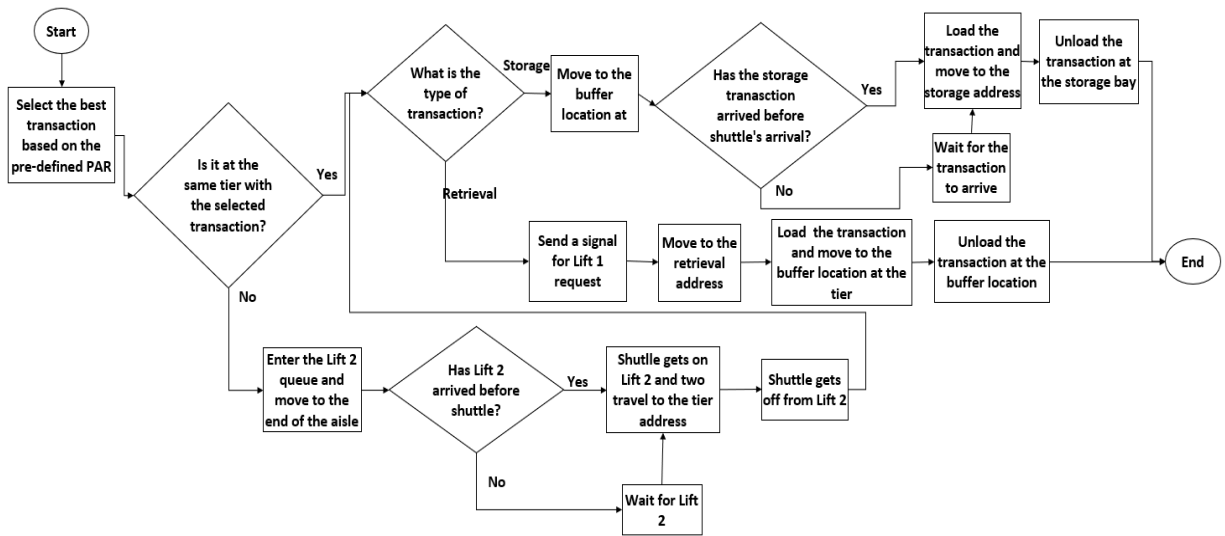 Start
Select the best
transaction
based on the
pre-defined PAR
Is it at the
same tier with
the selected
transaction?
Yes
No
What is the
type of
transaction?
Storage
Retrieval
Move to the
buffer
location at
Has the storage
tranasction
arrived before
shuttle's arrival?
Yes
No
Load the
transaction and
move to the
storage address
Unload the
transaction at
the storage bay
Wait for the
transaction
to arrive
Send a signal
for Lift 1
request
Move to the
retrieval
address
Load the transaction
and move to the
buffer location at the
tier
Unload the
transaction at the
buffer location
End
Enter the Lift 2
queue and
move to the
end of the aisle
Has Lift 2
arrived before
shuttle?
Yes
No
Shutlle gets on
Lift 2 and two
travel to the tier
address
Shuttle gets
off from Lift 2
Wait for Lift
2